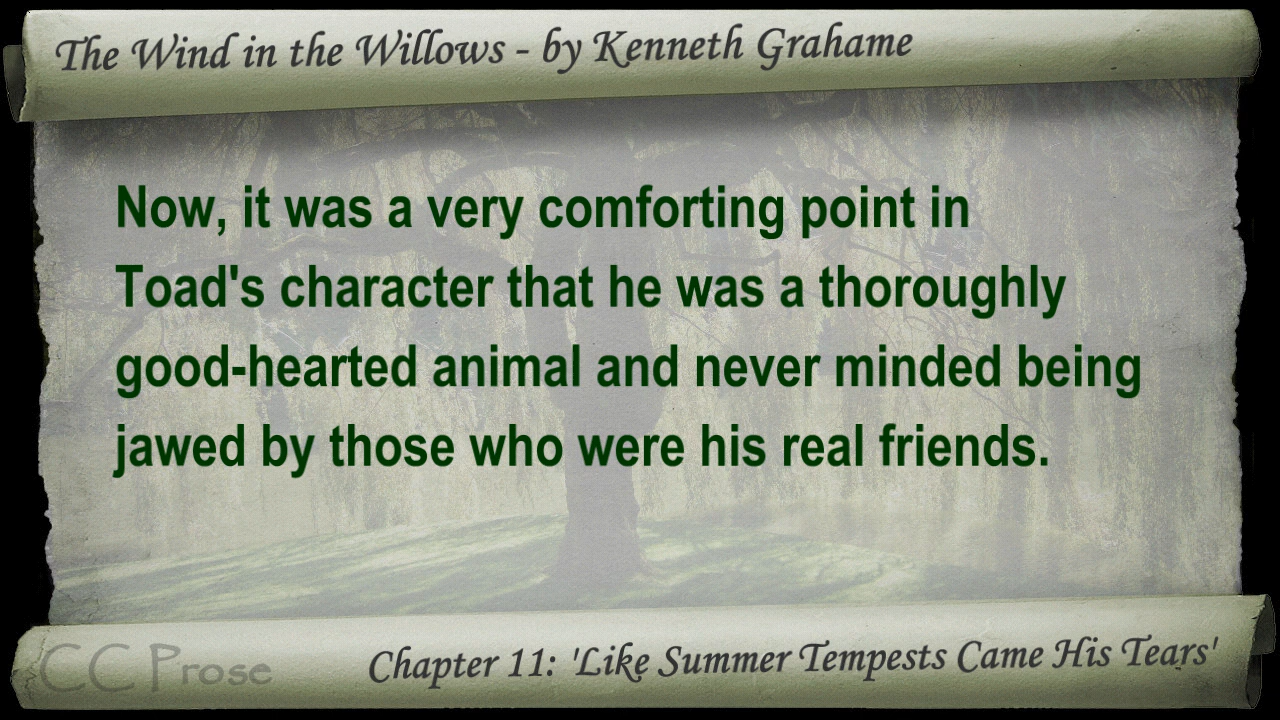 The Wind in the Willows - by Kenneth Grahame
Now, it was a very comforting point in
Toad's character that he was a thoroughly
good-hearted animal and never minded being
jawed by those who were his real friends.
CC Prose
Chapter 11: 'Like Summer Tempests Came His Tears'